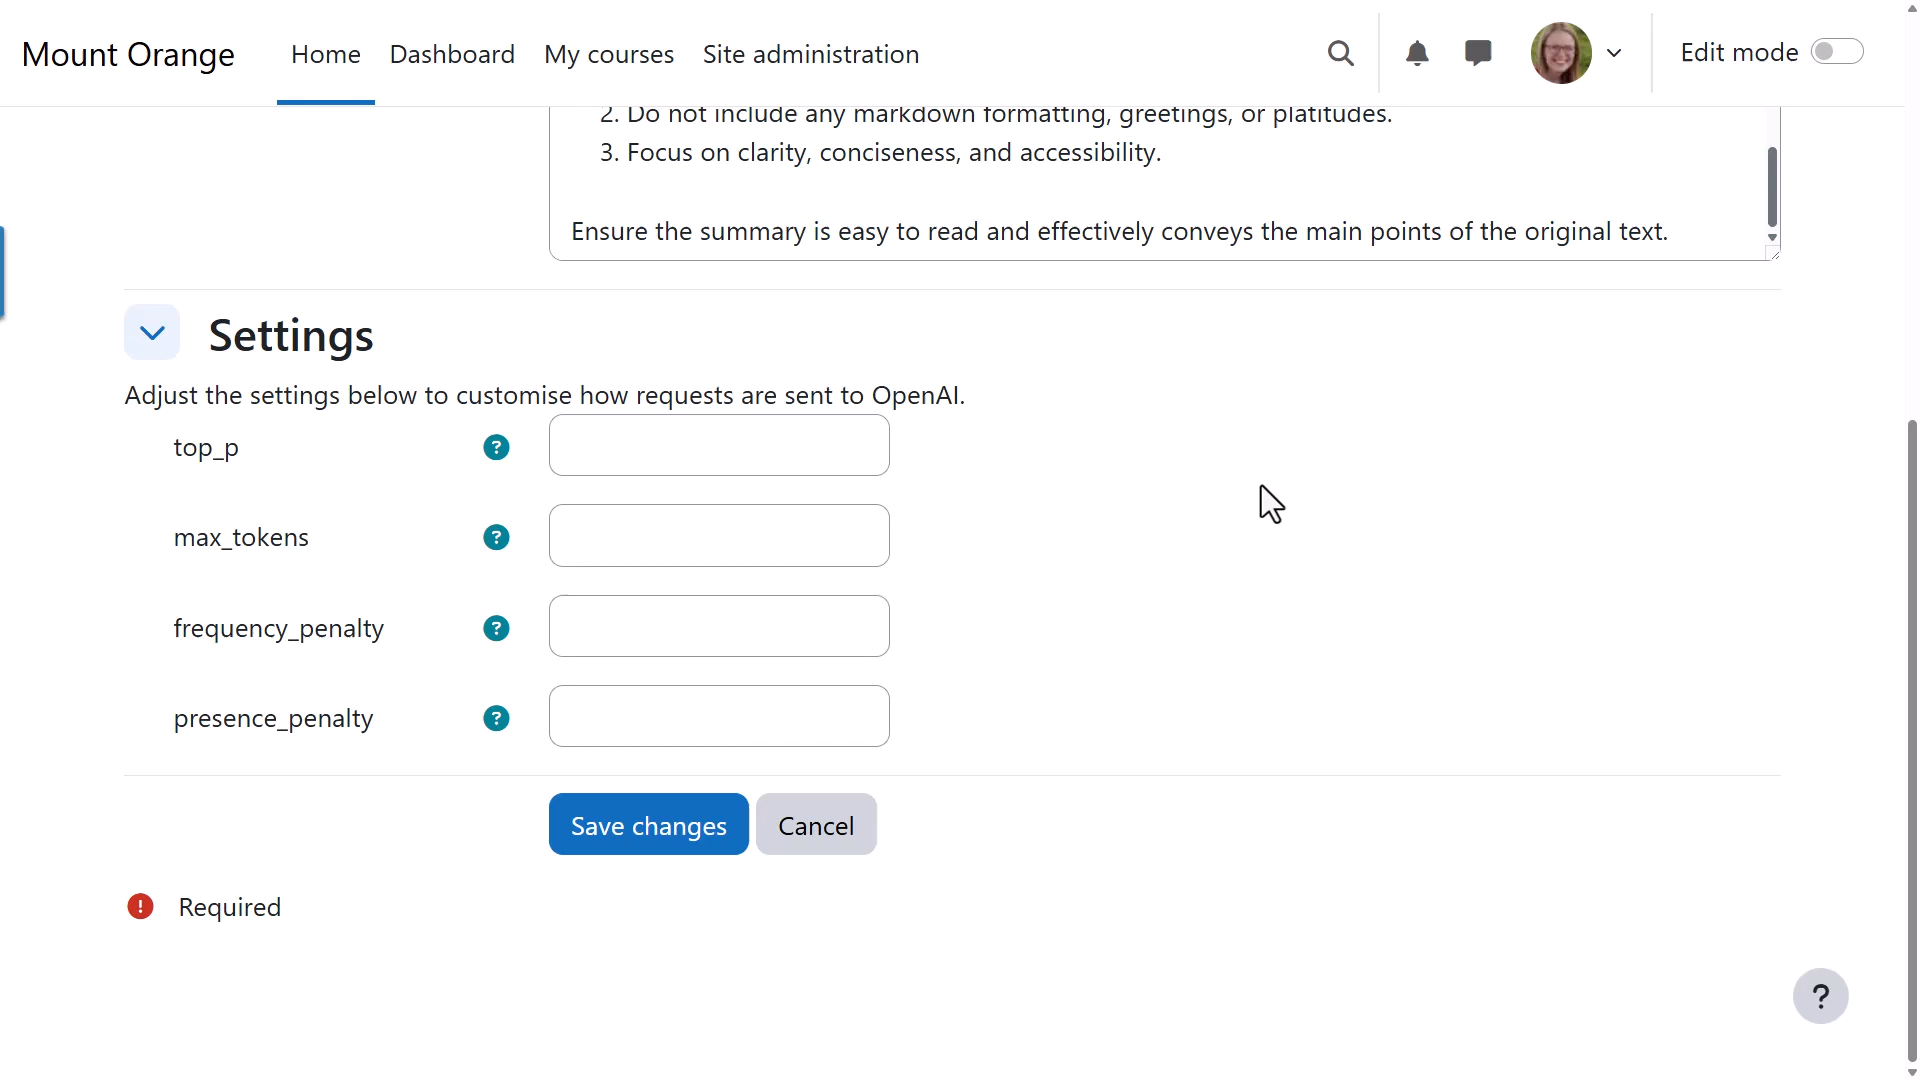 Mount Orange
Home Dashboard My courses Site administration
Edit mode
2. Do not include any markdown formatting, greetings, or platitudes.
3. Focus on clarity, conciseness, and accessibility.
Ensure the summary is easy to read and effectively conveys the main points of the original text.
Settings
Adjust the settings below to customise how requests are sent to OpenAI.
top_p ?
max_tokens ?
frequency_penalty ?
presence_penalty ?
Save changes Cancel
! Required
?